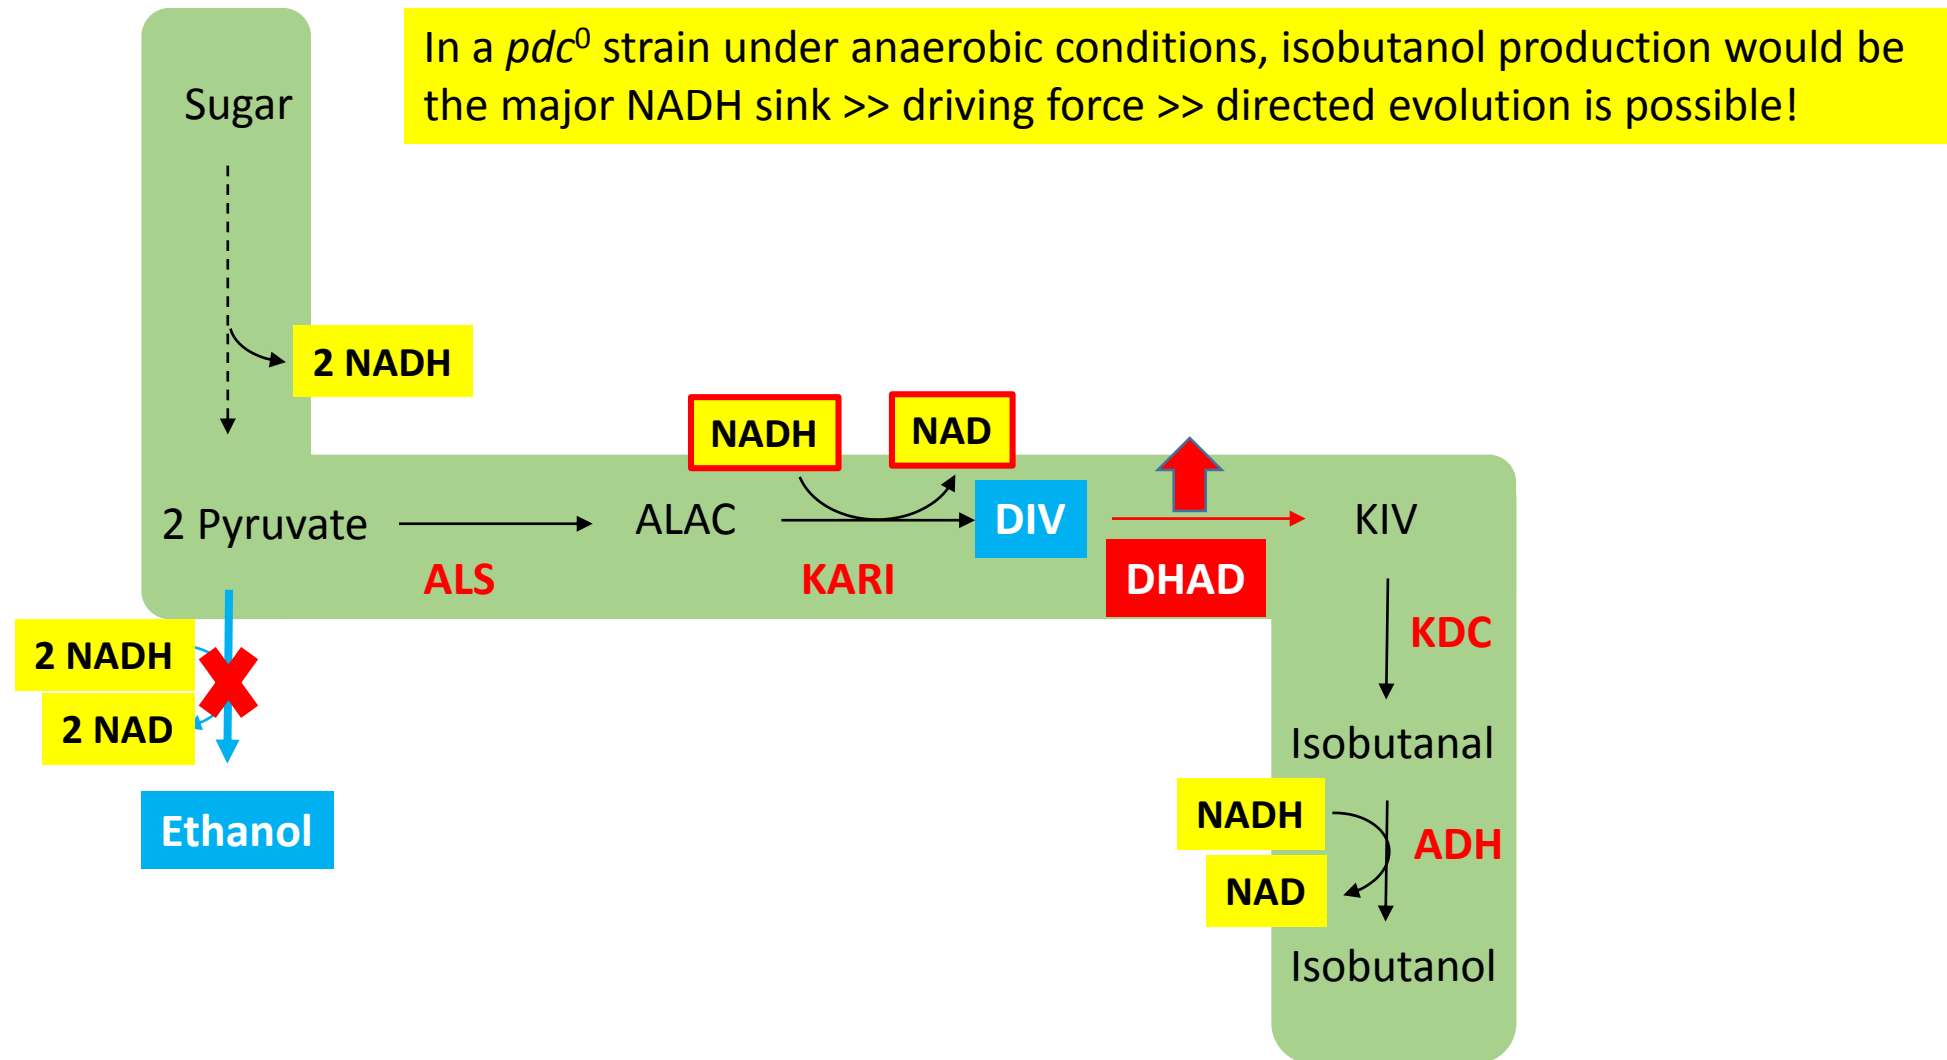 In a pdc⁰ strain under anaerobic conditions, isobutanol production would be
the major NADH sink >> driving force >> directed evolution is possible!
Sugar
2 NADH
NADH
NAD
2 Pyruvate
ALAC
DIV
KIV
ALS
KARI
DHAD
KDC
2 NADH
2 NAD
Ethanol
Isobutanal
NADH
ADH
NAD
Isobutanol